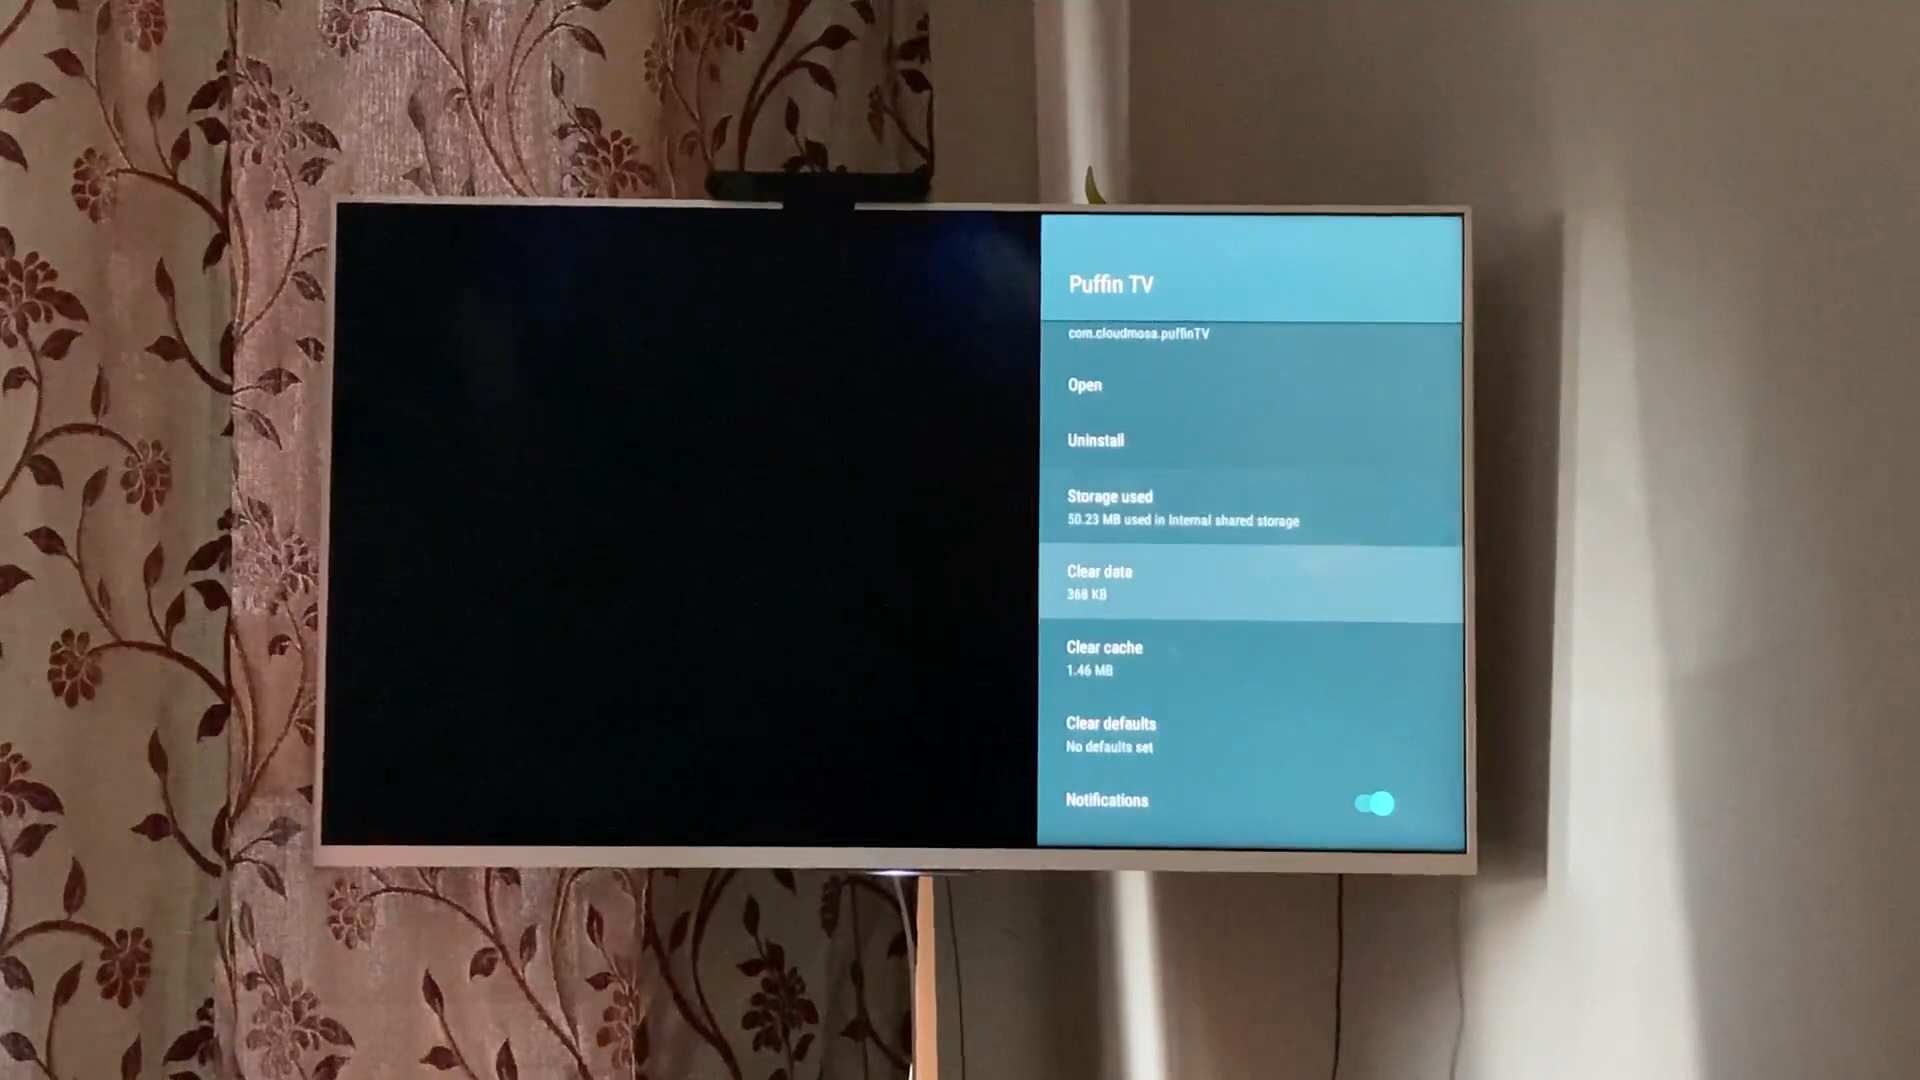 Puffin TV
com.cloudmosa.puffinTV
Open
Uninstall
Storage used
50.23 MB used in Internal shared storage
Clear data
368 KB
Clear cache
1.46 MB
Clear defaults
No defaults set
Notifications